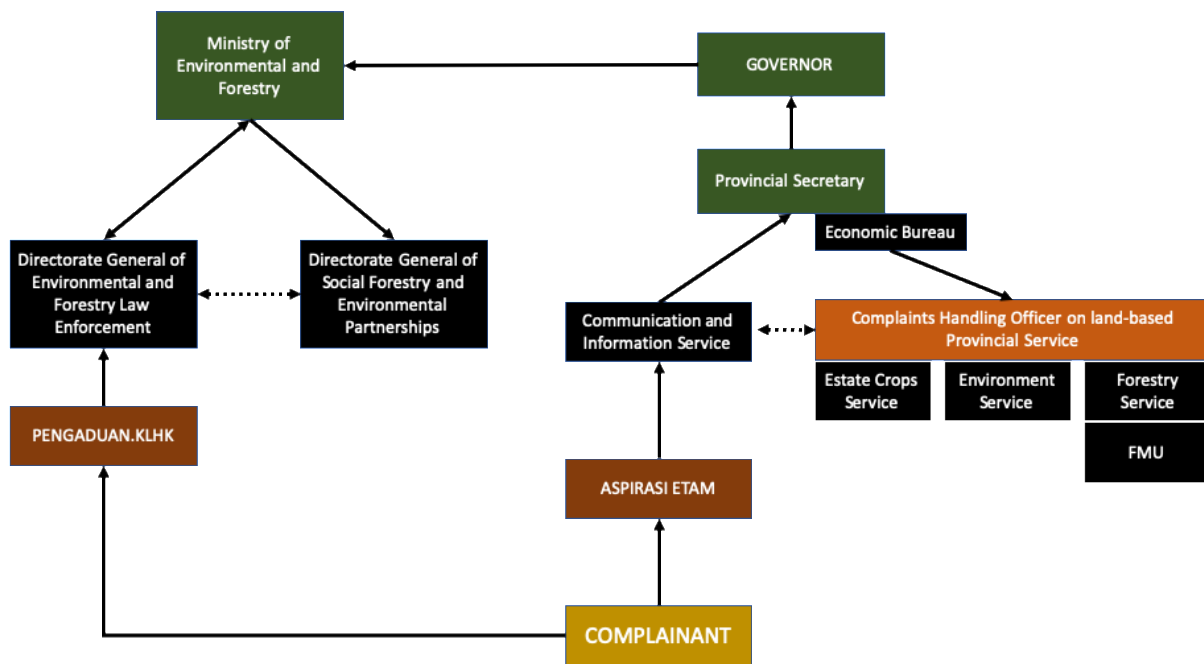 Ministry of
Environmental and
Forestry
GOVERNOR
Provincial Secretary
Economic Bureau
Directorate General of
Environmental and
Forestry Law
Enforcement
Directorate General of
Social Forestry and
Environmental
Partnerships
Communication and
Information Service
Complaints Handling Officer on land-based
Provincial Service
Estate Crops
Service
Environment
Service
Forestry
Service
FMU
PENGADUAN.KLHK
ASPIRASI ETAM
COMPLAINANT